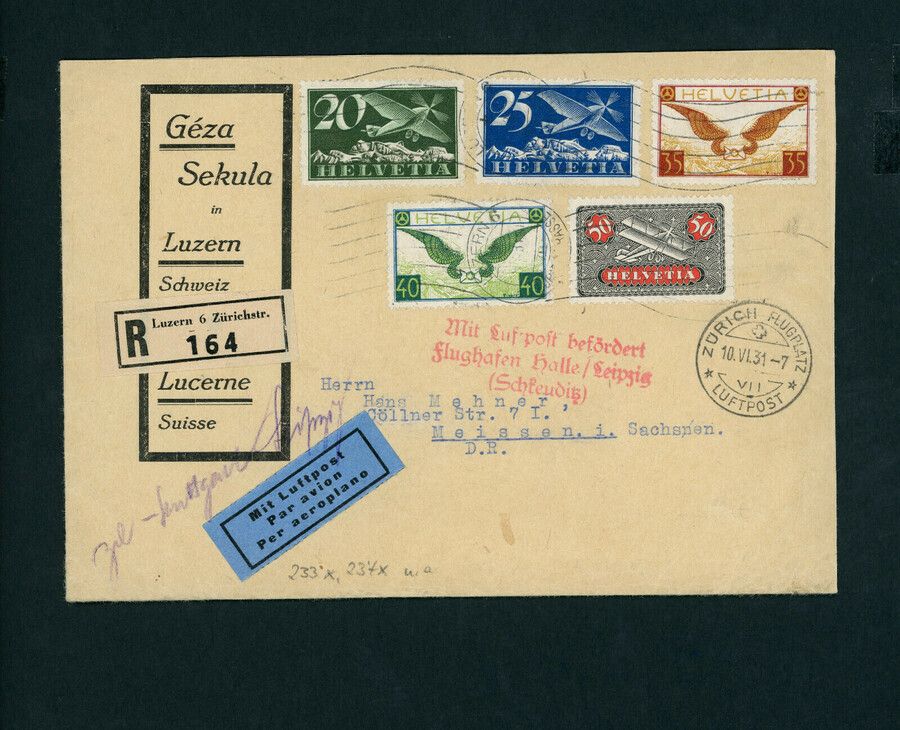 20 HELVETIA
25 HELVETIA
HELVETIA 35 35
HELVETIA 40 40
50 50 HELVETIA
Géza
Sekula
in
Luzern
Schweiz
R Luzern 6 Zürichstr.
164
Lucerne
Suisse
Mit Luftpost befördert
Flughafen Halle/Leipzig
(Schkeuditz)
ZÜRICH FLUGPLATZ
10.VI.31-7
VII
LUFTPOST
Herrn
Hans Mehner,
Cöllner Str. 7 I.
Meissen. i. Sachsen.
D.R.
Leipzig
Mit Luftpost
Par avion
Per aeroplano
233x, 234x u.a